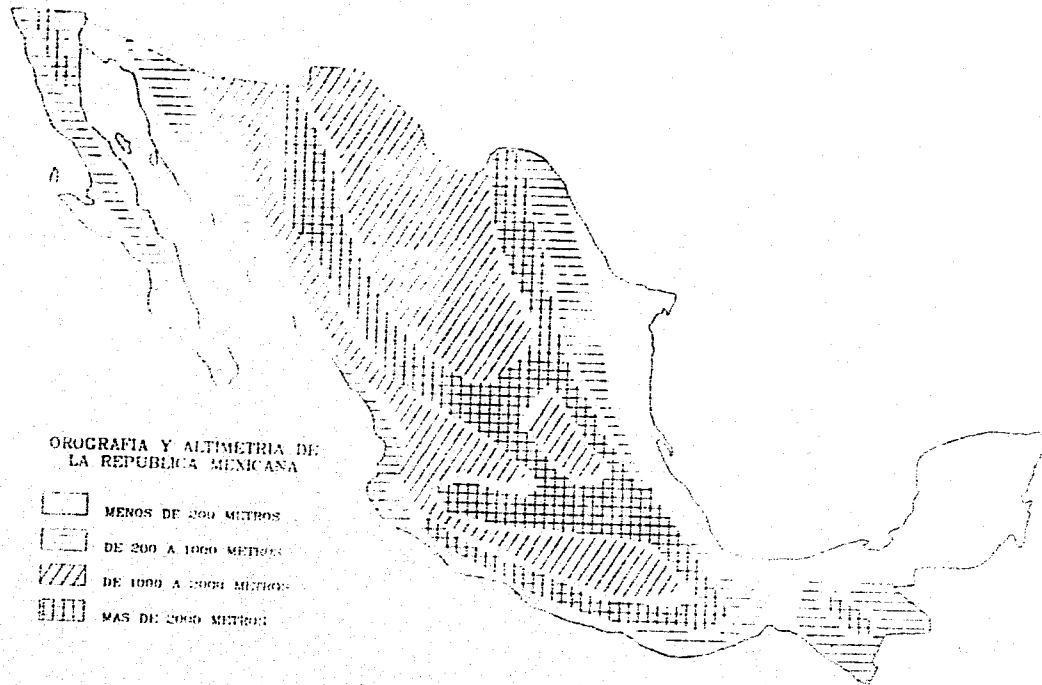 OROGRAFIA Y ALTIMETRIA DE
LA REPUBLICA MEXICANA
MENOS DE 200 METROS
DE 200 A 1000 METROS
DE 1000 A 2000 METROS
MAS DE 2000 METROS